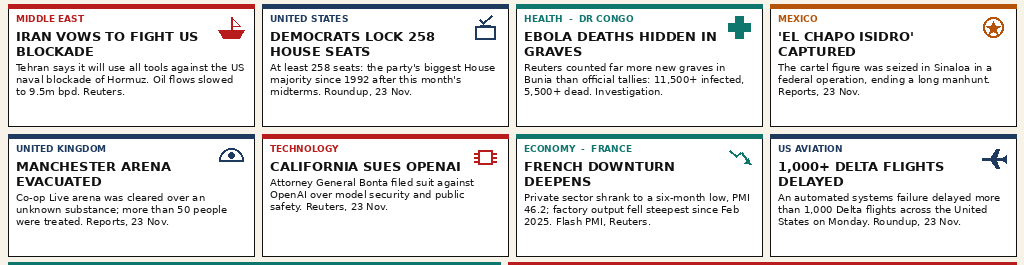 MIDDLE EAST
IRAN VOWS TO FIGHT US
BLOCKADE
Tehran says it will use all tools against the US
naval blockade of Hormuz. Oil flows slowed
to 9.5m bpd. Reuters.
UNITED STATES
DEMOCRATS LOCK 258
HOUSE SEATS
At least 258 seats: the party's biggest House
majority since 1992 after this month's
midterms. Roundup, 23 Nov.
HEALTH - DR CONGO
EBOLA DEATHS HIDDEN IN
GRAVES
Reuters counted far more new graves in
Bunia than official tallies: 11,500+ infected,
5,500+ dead. Investigation.
MEXICO
'EL CHAPO ISIDRO'
CAPTURED
The cartel figure was seized in Sinaloa in a
federal operation, ending a long manhunt.
Reports, 23 Nov.
UNITED KINGDOM
MANCHESTER ARENA
EVACUATED
Co-op Live arena was cleared over an
unknown substance; more than 50 people
were treated. Reports, 23 Nov.
TECHNOLOGY
CALIFORNIA SUES OPENAI
Attorney General Bonta filed suit against
OpenAI over model security and public
safety. Reuters, 23 Nov.
ECONOMY - FRANCE
FRENCH DOWNTURN
DEEPENS
Private sector shrank to a six-month low, PMI
46.2; factory output fell steepest since Feb
2025. Flash PMI, Reuters.
US AVIATION
1,000+ DELTA FLIGHTS
DELAYED
An automated systems failure delayed more
than 1,000 Delta flights across the United
States on Monday. Roundup, 23 Nov.